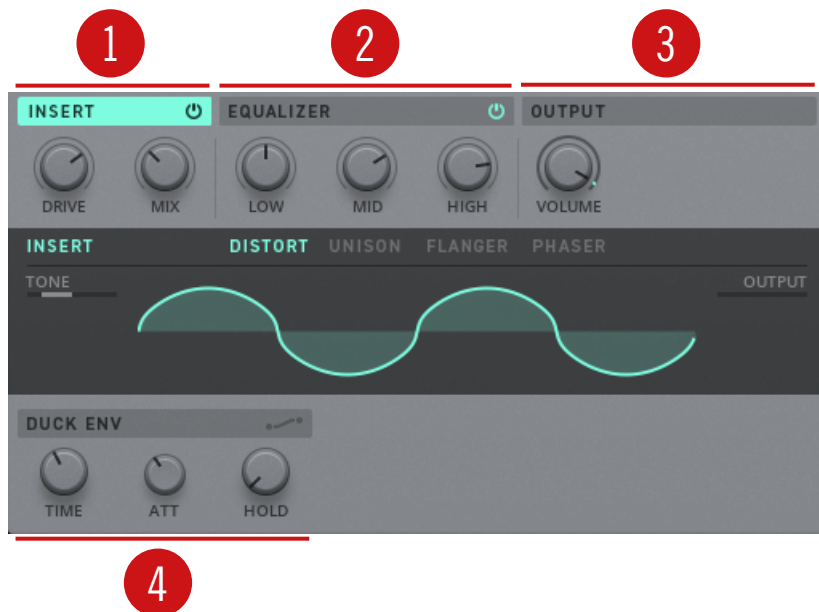 1 2 3
INSERT EQUALIZER OUTPUT
DRIVE MIX LOW MID HIGH VOLUME
INSERT DISTORT UNISON FLANGER PHASER
TONE OUTPUT
DUCK ENV
TIME ATT HOLD
4